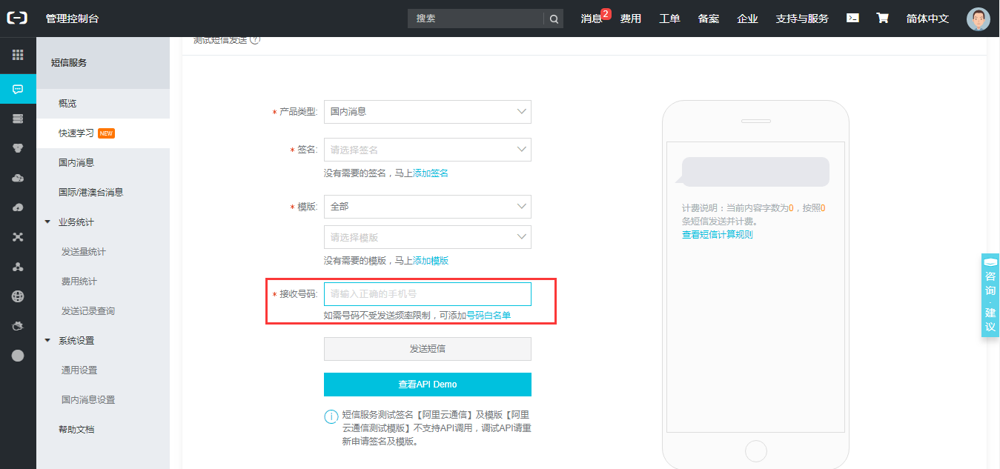 管理控制台
搜索
消息 2
费用
工单
备案
企业
支持与服务
简体中文
短信服务
概览
快速学习 NEW
国内消息
国际/港澳台消息
业务统计
发送量统计
费用统计
发送记录查询
系统设置
通用设置
国内消息设置
帮助文档
测试短信发送 ?
* 产品类型: 国内消息
* 签名: 请选择签名
没有需要的签名，马上添加签名
* 模版: 全部
请选择模版
没有需要的模版，马上添加模版
* 接收号码: 请输入正确的手机号
如需号码不受发送频率限制，可添加号码白名单
发送短信
查看API Demo
短信服务测试签名【阿里云通信】及模版【阿里
云通信测试模版】不支持API调用，调试API请重
新申请签名及模版。
计费说明：当前内容字数为0，按照0
条短信发送并计费。
查看短信计算规则
咨询·建议